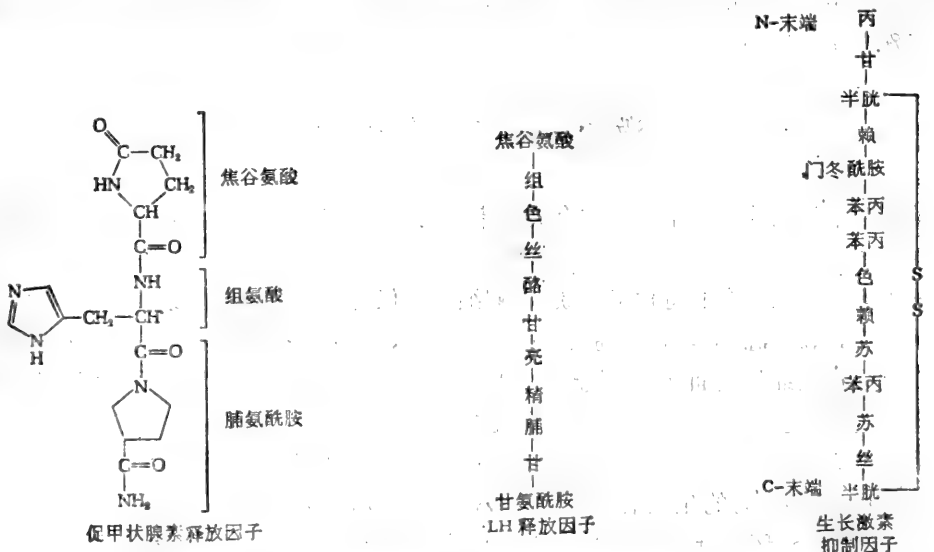 O
C—CH₂
HN
CH₂
CH
C=O
NH
N
CH₂
CH
N
H
C=O
N
C=O
NH₂
焦谷氨酸
组氨酸
脯氨酰胺
促甲状腺素释放因子
焦谷氨酸
组
色
丝
酪
甘
亮
精
脯
甘
甘氨酰胺
LH 释放因子
N-末端 丙
甘
半胱
赖
门冬酰胺
苯丙
苯丙
色
赖
苏
苯丙
苏
丝
C-末端 半胱
S
S
生长激素
抑制因子